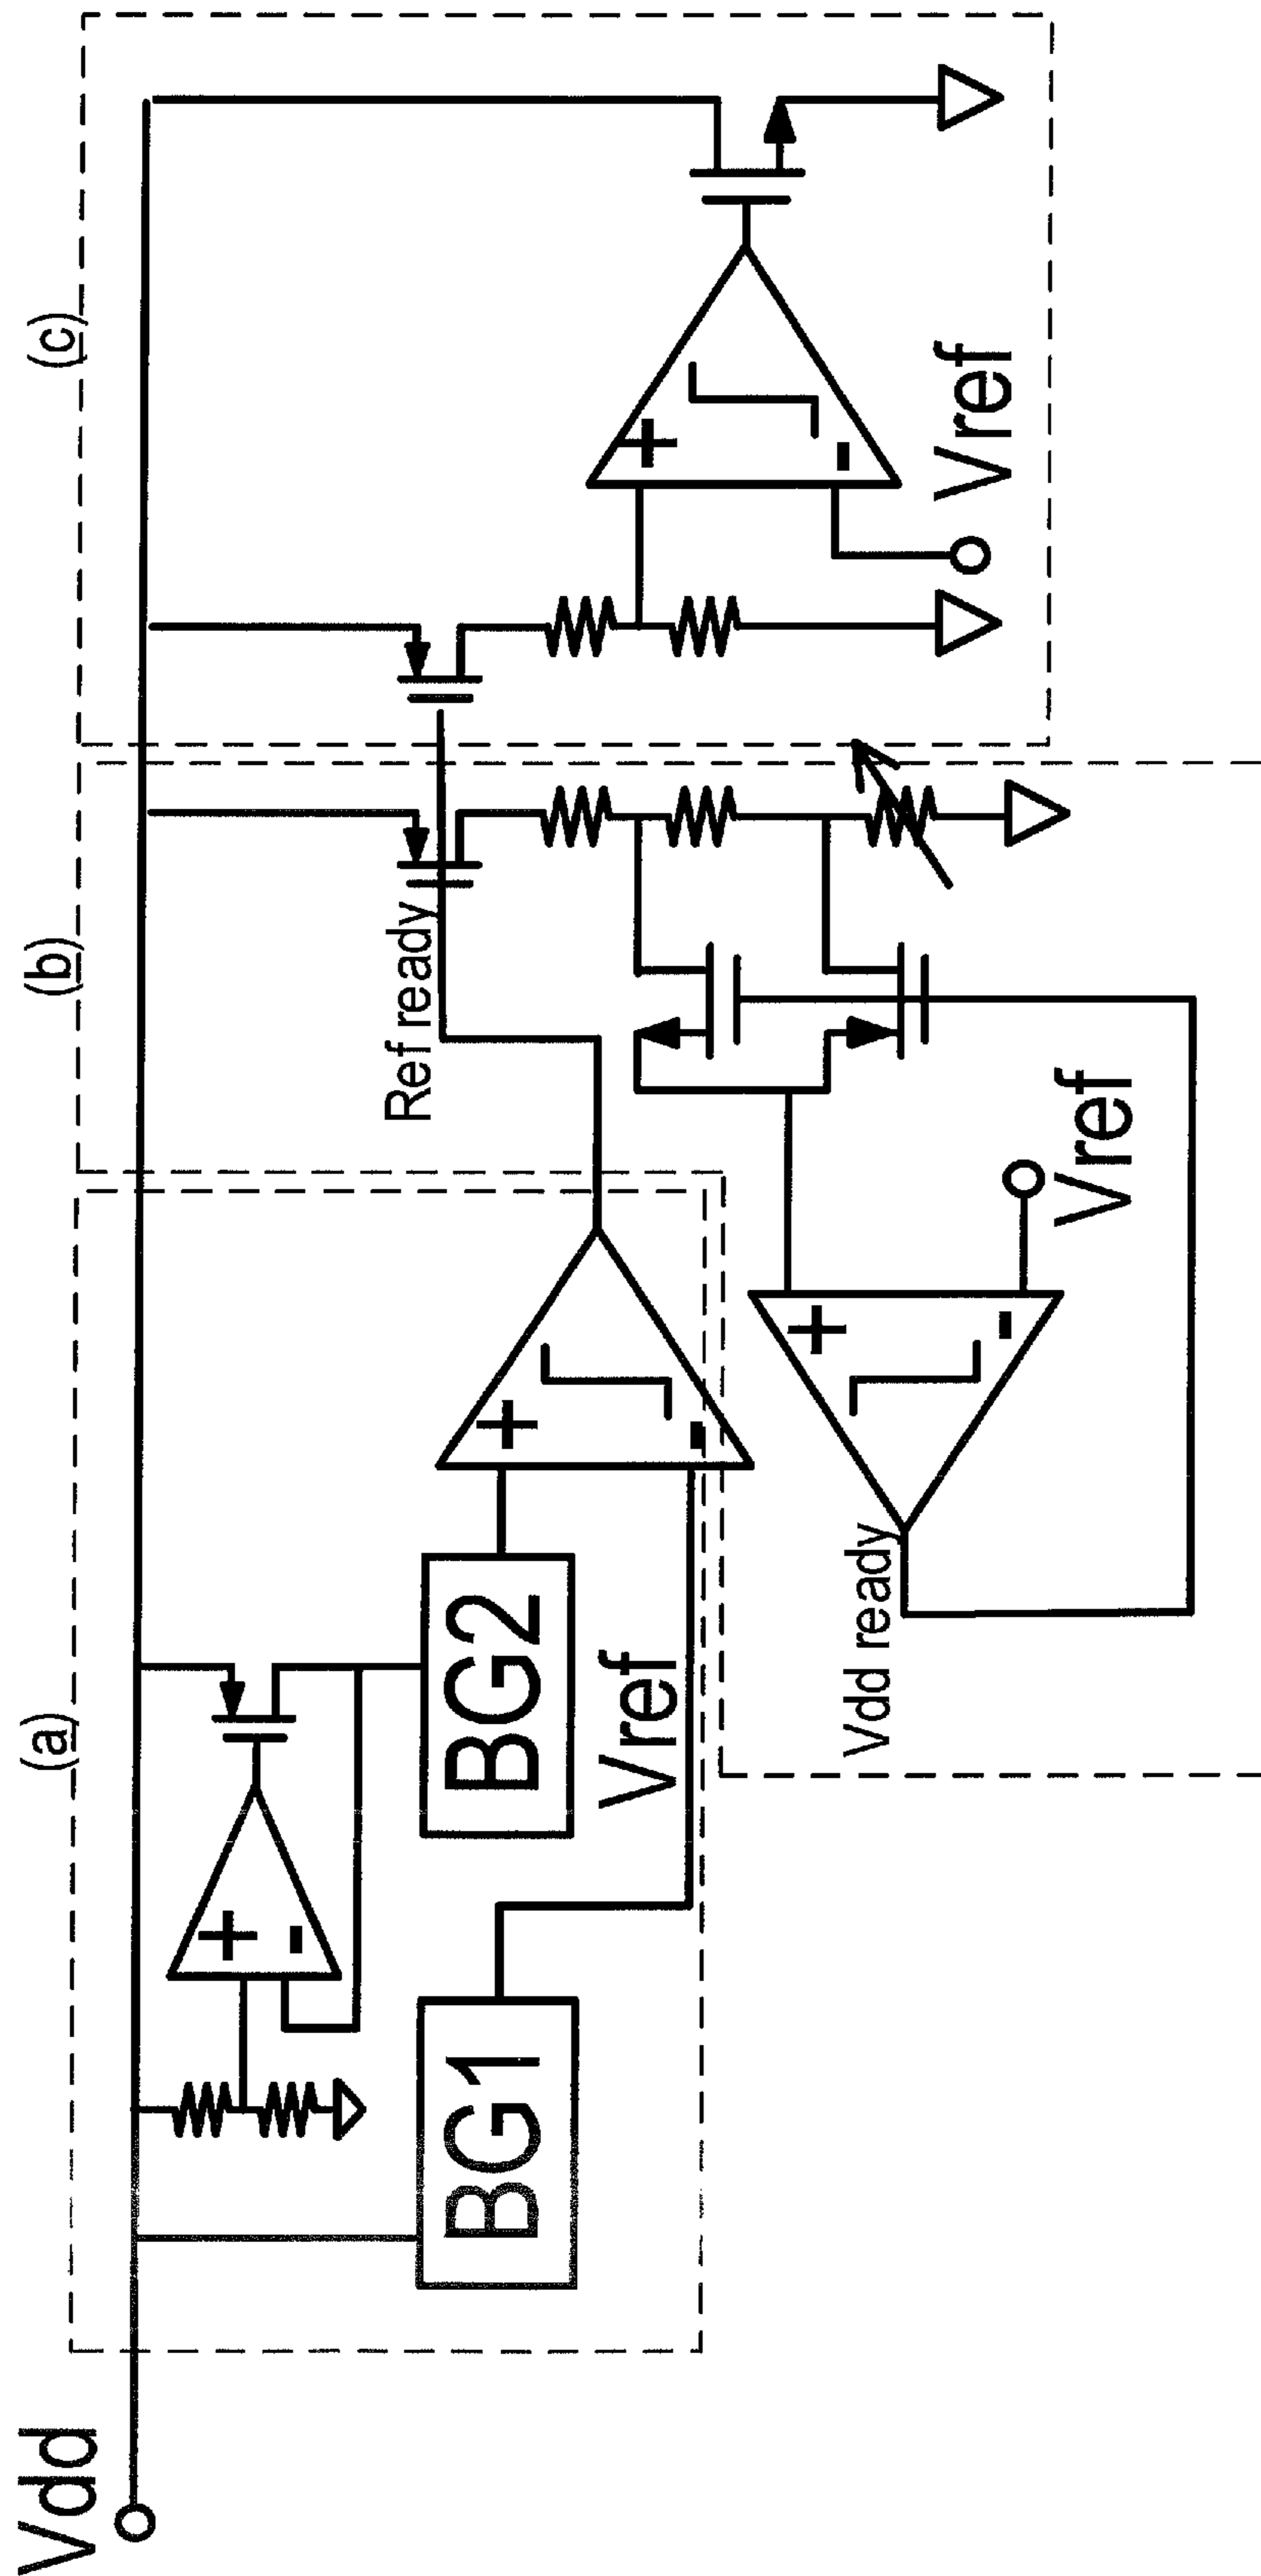 Vdd
(a)
(b)
(c)
+
-
BG1
BG2
Vref
+
-
Ref ready
Vdd ready
+
-
Vref
+
-
Vref